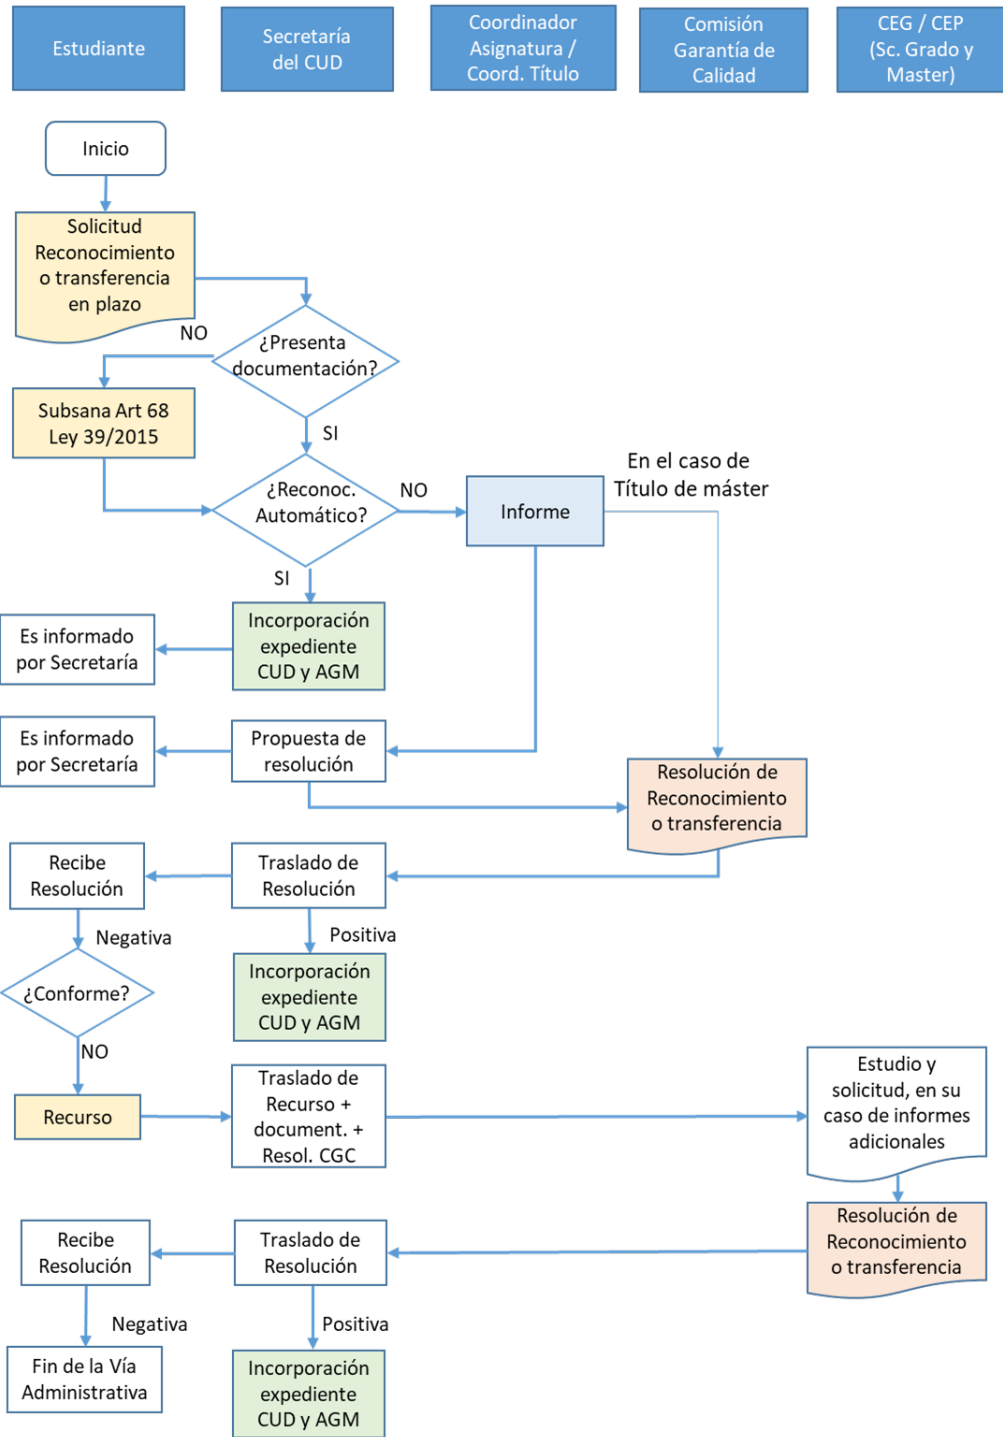 Estudiante
Secretaría
del CUD
Coordinador
Asignatura /
Coord. Título
Comisión
Garantía de
Calidad
CEG / CEP
(Sc. Grado y
Master)
Inicio
Solicitud
Reconocimiento
o transferencia
en plazo
NO
¿Presenta
documentación?
Subsana Art 68
Ley 39/2015
SI
¿Reconoc.
Automático?
NO
Informe
En el caso de
Título de máster
SI
Incorporación
expediente
CUD y AGM
Es informado
por Secretaría
Es informado
por Secretaría
Propuesta de
resolución
Resolución de
Reconocimiento
o transferencia
Recibe
Resolución
Traslado de
Resolución
Negativa
Positiva
¿Conforme?
Incorporación
expediente
CUD y AGM
NO
Recurso
Traslado de
Recurso +
document. +
Resol. CGC
Estudio y
solicitud, en su
caso de informes
adicionales
Resolución de
Reconocimiento
o transferencia
Recibe
Resolución
Traslado de
Resolución
Negativa
Positiva
Fin de la Vía
Administrativa
Incorporación
expediente
CUD y AGM